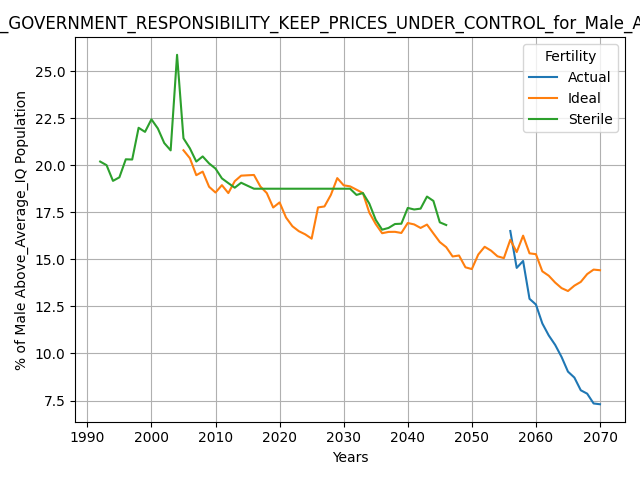 _GOVERNMENT_RESPONSIBILITY_KEEP_PRICES_UNDER_CONTROL_for_Male_A
Fertility
Actual
Ideal
Sterile
% of Male Above_Average_IQ Population
25.0
22.5
20.0
17.5
15.0
12.5
10.0
7.5
1990 2000 2010 2020 2030 2040 2050 2060 2070
Years